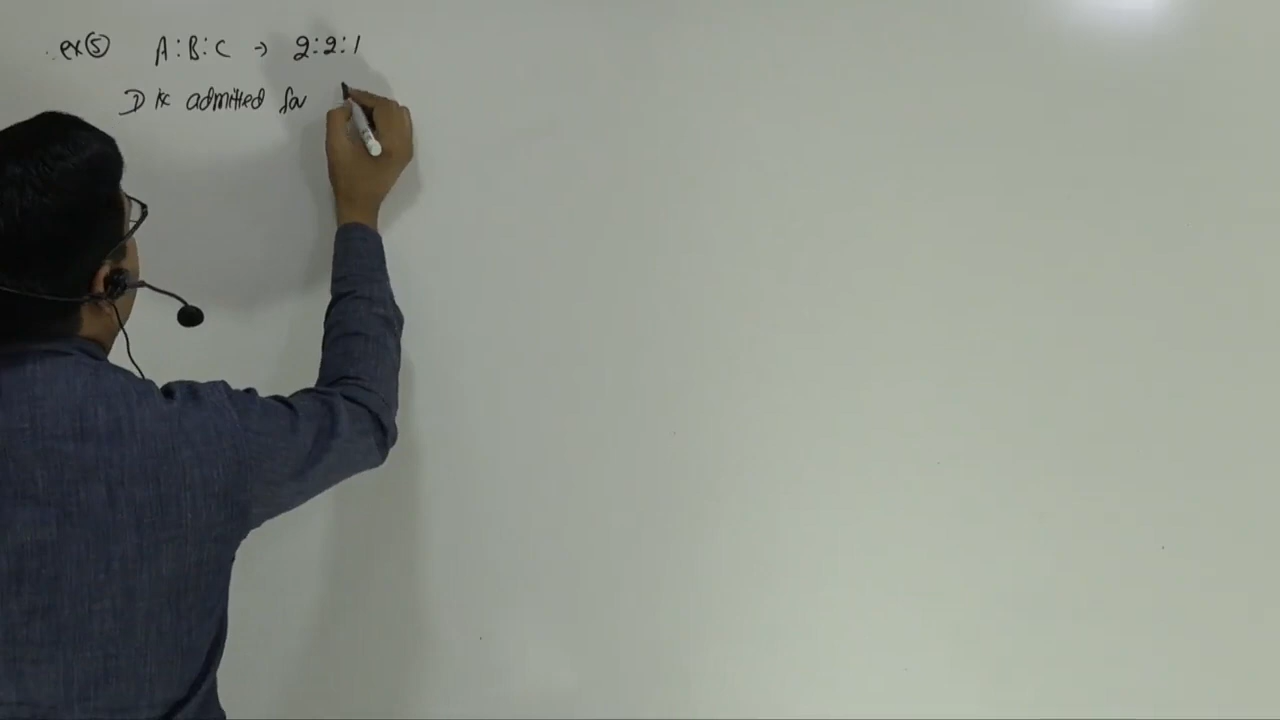 ex⑤ A:B:C → 2:2:1
D is admitted for